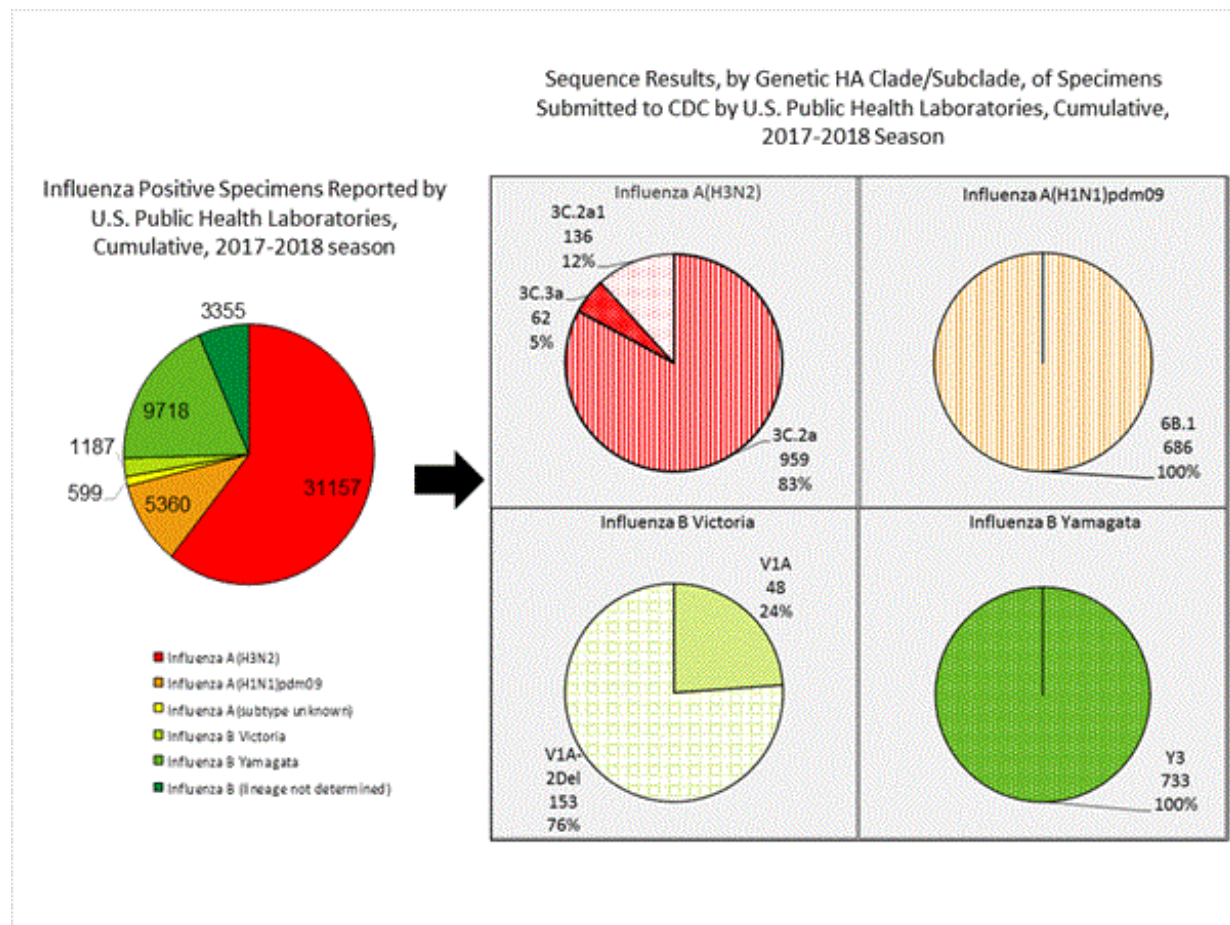 Sequence Results, by Genetic HA Clade/Subclade, of Specimens
Submitted to CDC by U.S. Public Health Laboratories, Cumulative,
2017-2018 Season
Influenza Positive Specimens Reported by
U.S. Public Health Laboratories,
Cumulative, 2017-2018 season
3355
9718
1187
599
5360
31157
Influenza A(H3N2)
Influenza A(H1N1)pdm09
Influenza A(subtype unknown)
Influenza B Victoria
Influenza B Yamagata
Influenza B (lineage not determined)
Influenza A(H3N2)
3C.2a1
136
12%
3C.3a
62
5%
3C.2a
959
83%
Influenza A(H1N1)pdm09
6B.1
686
100%
Influenza B Victoria
V1A
48
24%
V1A-
2Del
153
76%
Influenza B Yamagata
Y3
733
100%